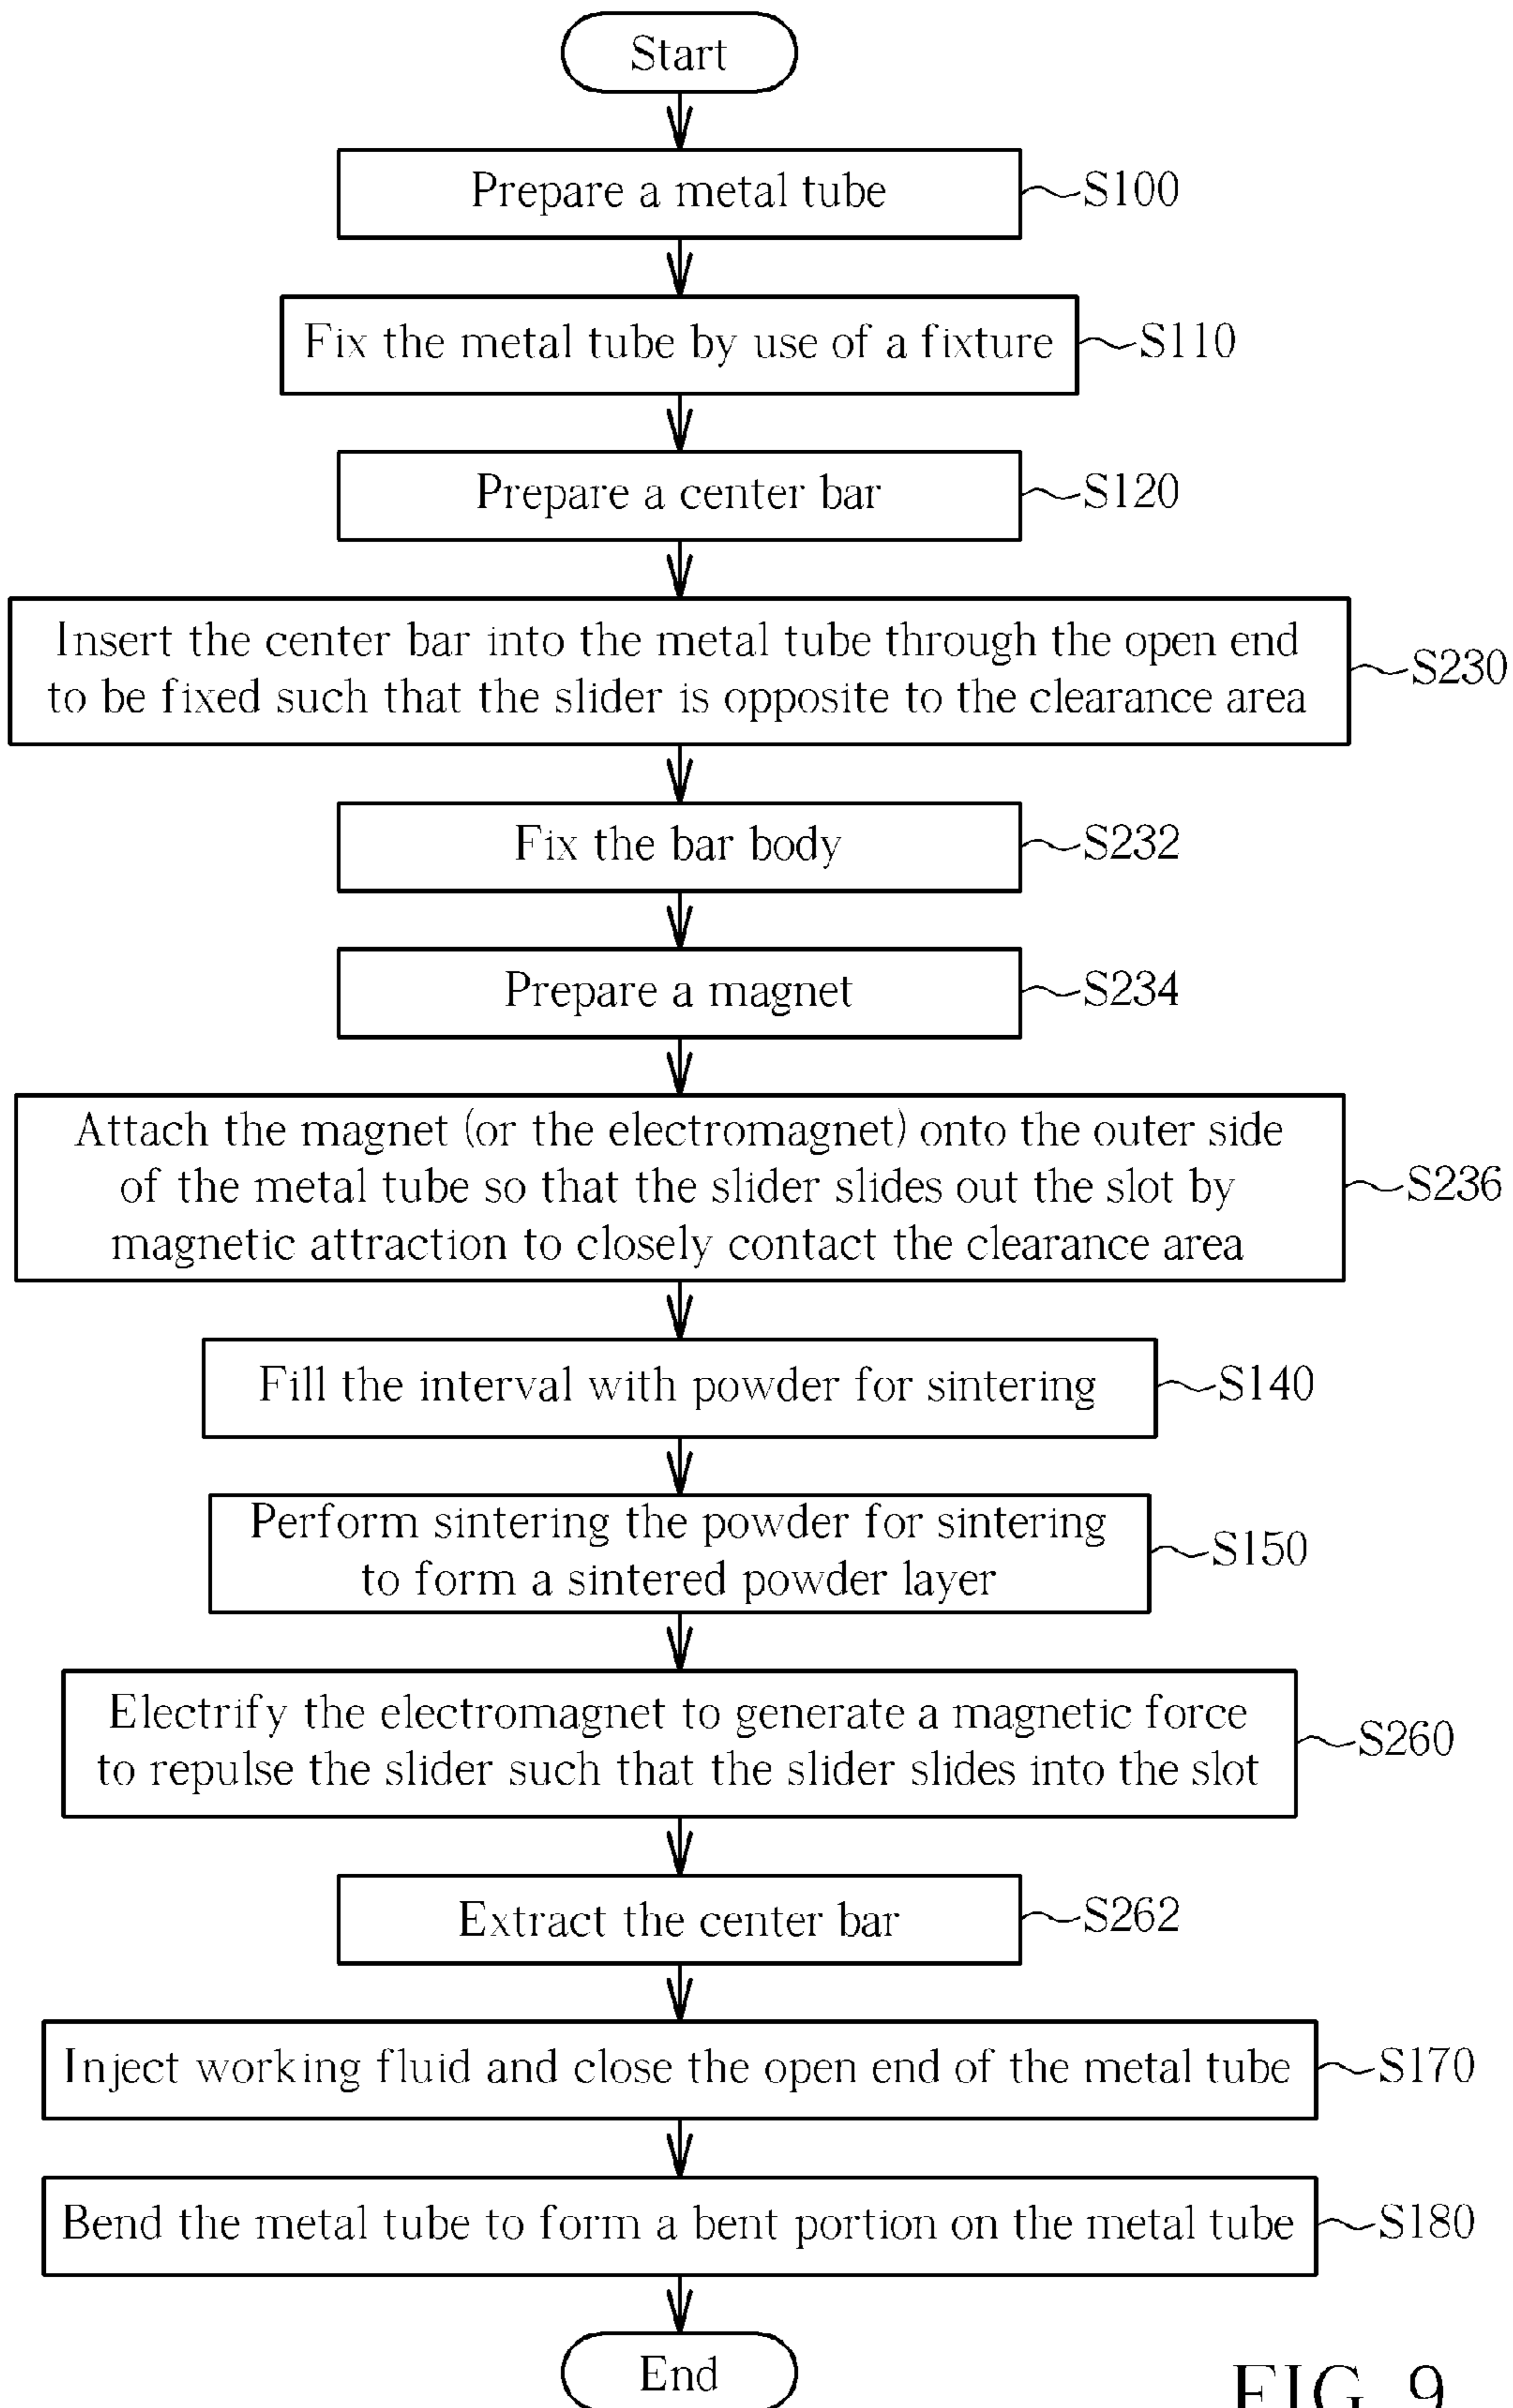 Start
Prepare a metal tube
S100
Fix the metal tube by use of a fixture
S110
Prepare a center bar
S120
Insert the center bar into the metal tube through the open end
to be fixed such that the slider is opposite to the clearance area
S230
Fix the bar body
S232
Prepare a magnet
S234
Attach the magnet (or the electromagnet) onto the outer side
of the metal tube so that the slider slides out the slot by
magnetic attraction to closely contact the clearance area
S236
Fill the interval with powder for sintering
S140
Perform sintering the powder for sintering
to form a sintered powder layer
S150
Electrify the electromagnet to generate a magnetic force
to repulse the slider such that the slider slides into the slot
S260
Extract the center bar
S262
Inject working fluid and close the open end of the metal tube
S170
Bend the metal tube to form a bent portion on the metal tube
S180
End
FIG. 9